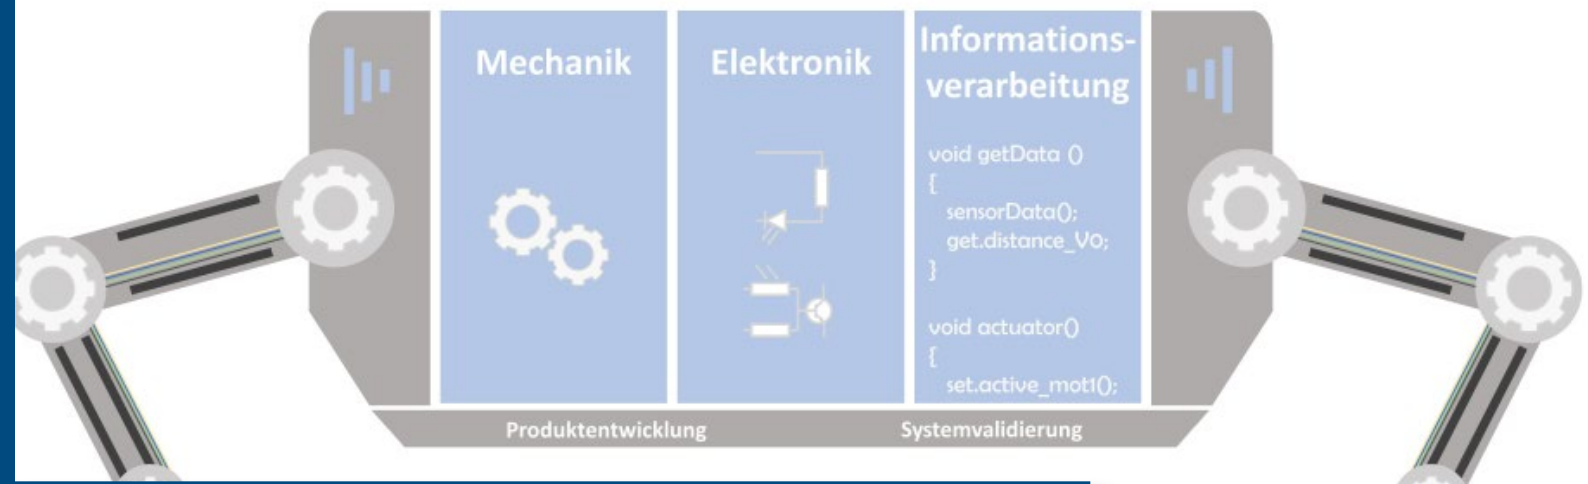 Mechanik
Elektronik
Informations-
verarbeitung
void getData ()
{
sensorData();
get.distance_V0;
}
void actuator()
{
set.active_mot1();
Produktentwicklung
Systemvalidierung